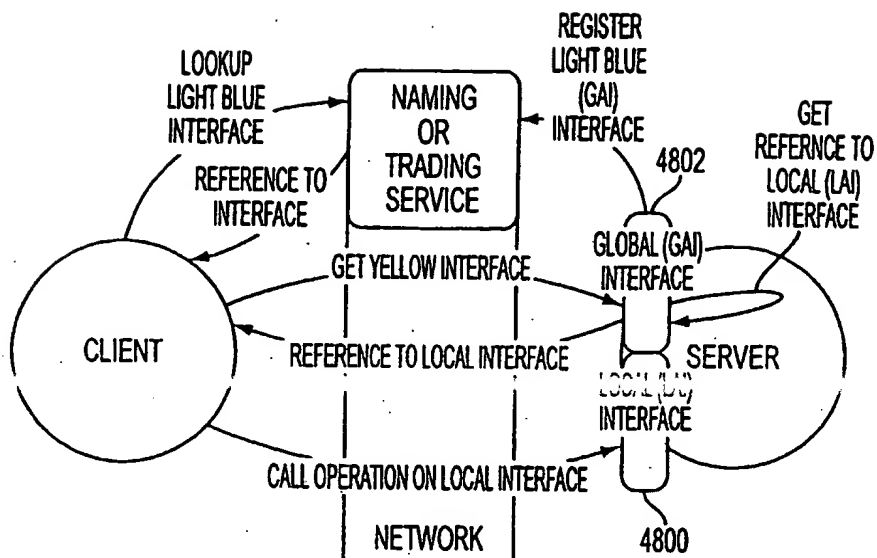 LOOKUP
LIGHT BLUE
INTERFACE
NAMING
OR
TRADING
SERVICE
REGISTER
LIGHT BLUE
(GAI)
INTERFACE
GET
REFERNCE TO
LOCAL (LAI)
INTERFACE
4802
REFERENCE TO
INTERFACE
GLOBAL (GAI)
INTERFACE
GET YELLOW INTERFACE
CLIENT
REFERENCE TO LOCAL INTERFACE
SERVER
LOCAL (LAI)
INTERFACE
CALL OPERATION ON LOCAL INTERFACE
NETWORK
4800